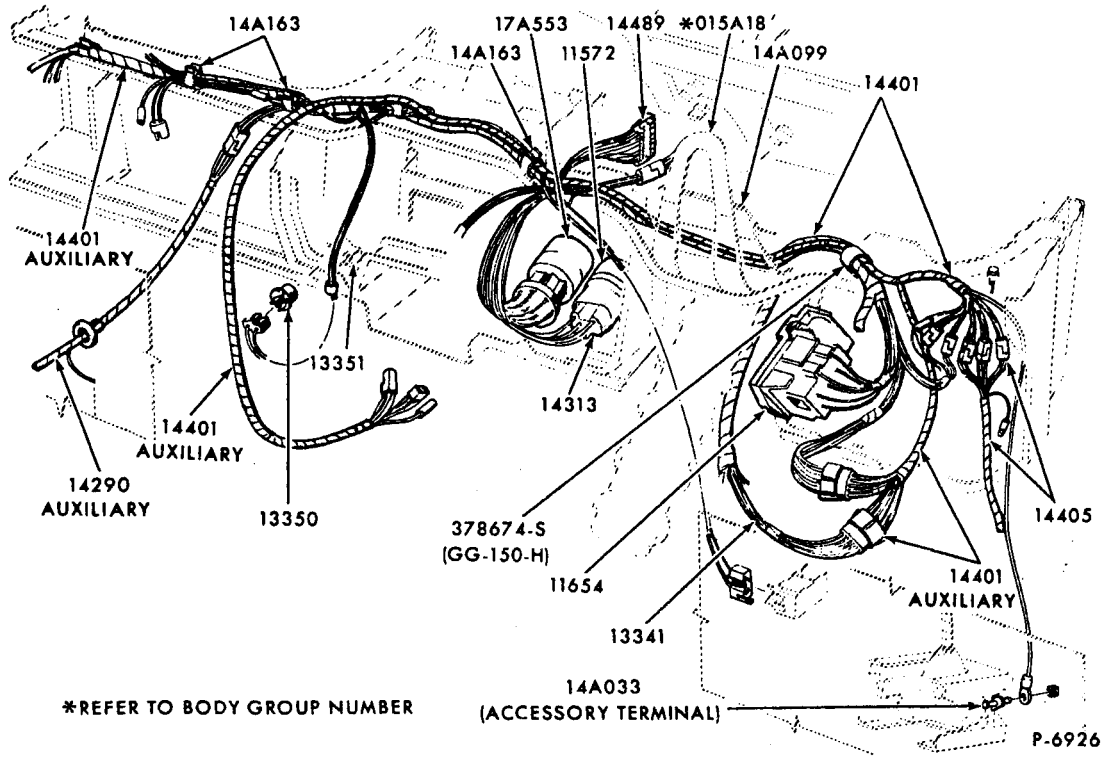 14A163
17A553
14489
*015A18
14A163
11572
14A099
14401
14401
AUXILIARY
13351
14313
14401
AUXILIARY
14290
AUXILIARY
13350
378674-S
(GG-150-H)
14405
11654
14401
AUXILIARY
13341
14A033
(ACCESSORY TERMINAL)
*REFER TO BODY GROUP NUMBER
P-6926